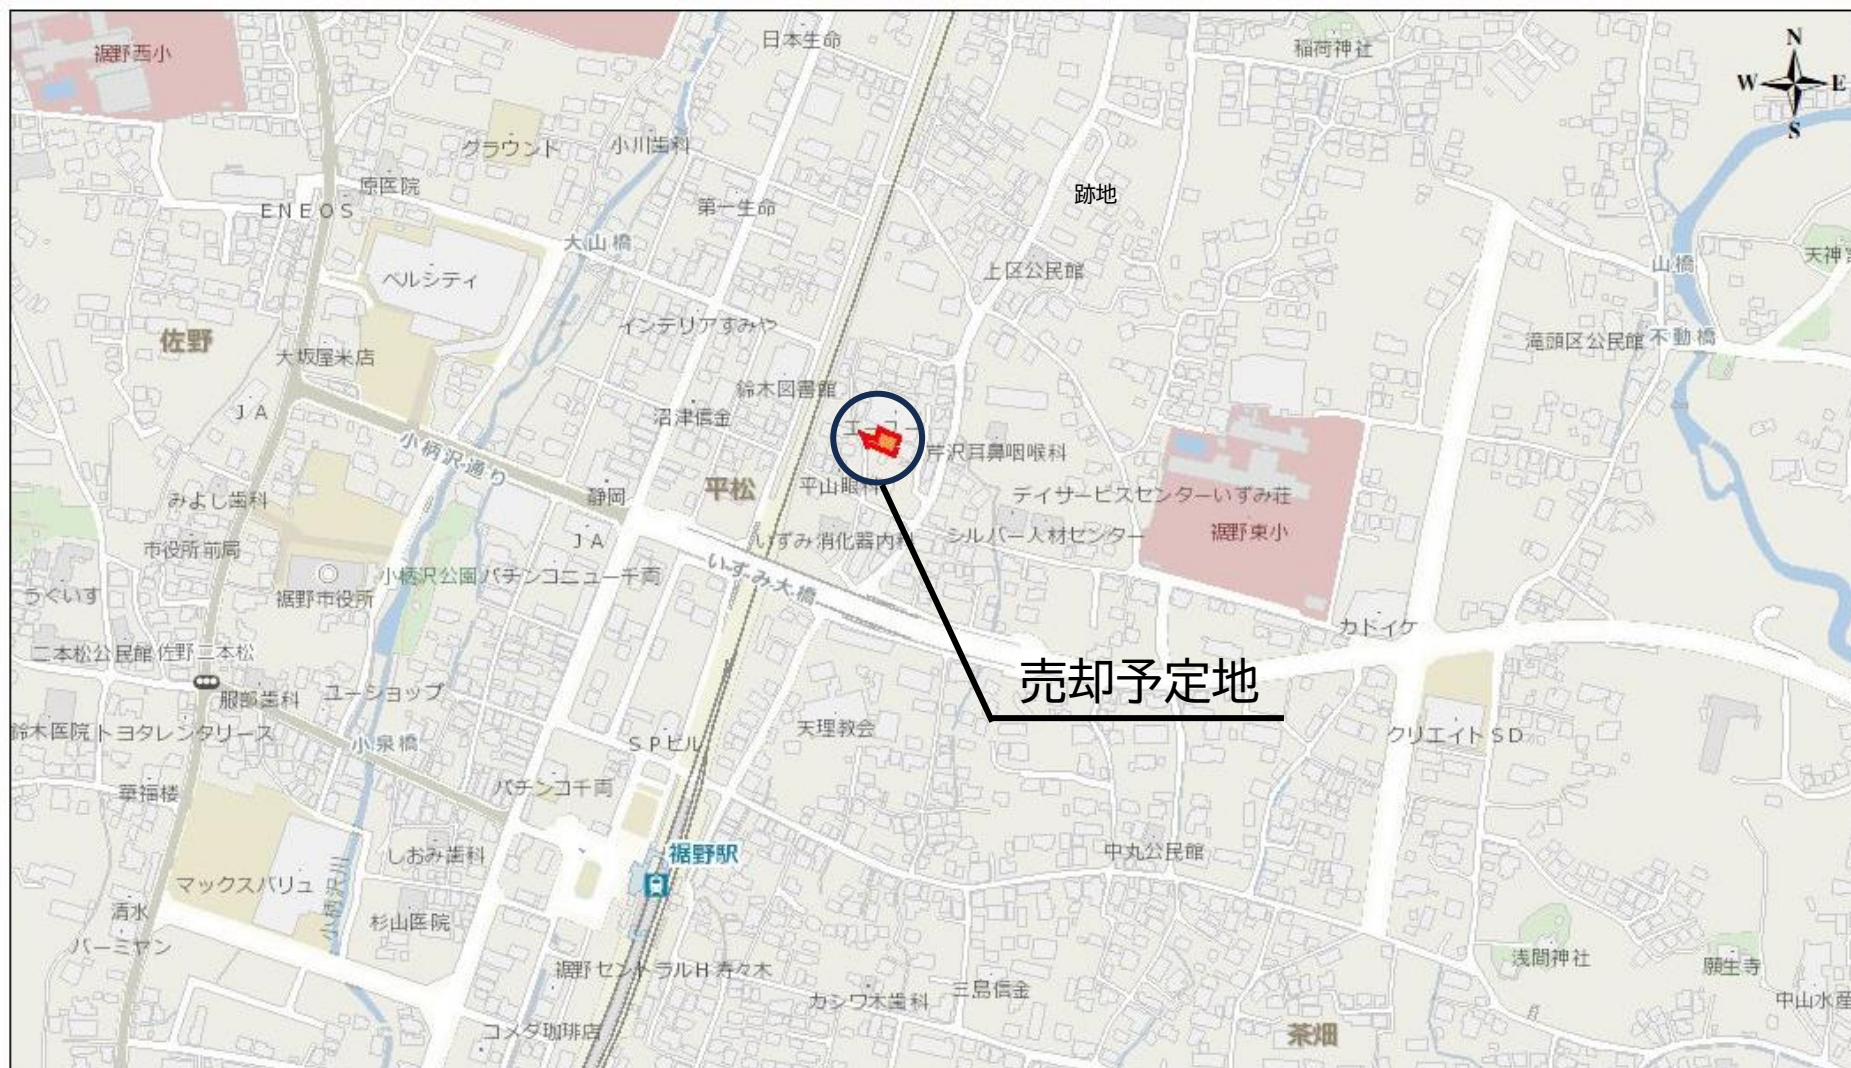 日本生命
稲荷神社
裾野西小
N
W
E
S
グラウンド
小川歯科
原医院
ENEOS
第一生命
跡地
大山橋
ベルシティ
上区公民館
山橋
天神宮
佐野
インテリアすみや
滝頭区公民館
不動橋
大坂屋米店
鈴木図書館
JA
沼津信金
小柄沢通り
芹沢耳鼻咽喉科
平松
平山眼科
静岡
デイサービスセンターいずみ荘
みよし歯科
JA
いずみ消化器内科
シルバー人材センター
裾野東小
市役所前局
小柄沢公園
パチンコニュー千両
いずみ大橋
うぐいす
裾野市役所
カドイケ
二本松公民館
佐野二本松
売却予定地
服部歯科
ユーショップ
鈴木医院
トヨタレンタリース
小泉橋
SPビル
天理教会
クリエイトSD
華福楼
パチンコ千両
裾野駅
しおみ歯科
中丸公民館
マックスバリュ
小柄沢川
清水
杉山医院
バーミヤン
浅間神社
願生寺
裾野セントラルH
寿々木
カシワ木歯科
三島信金
中山水産
コメダ珈琲店
茶畑